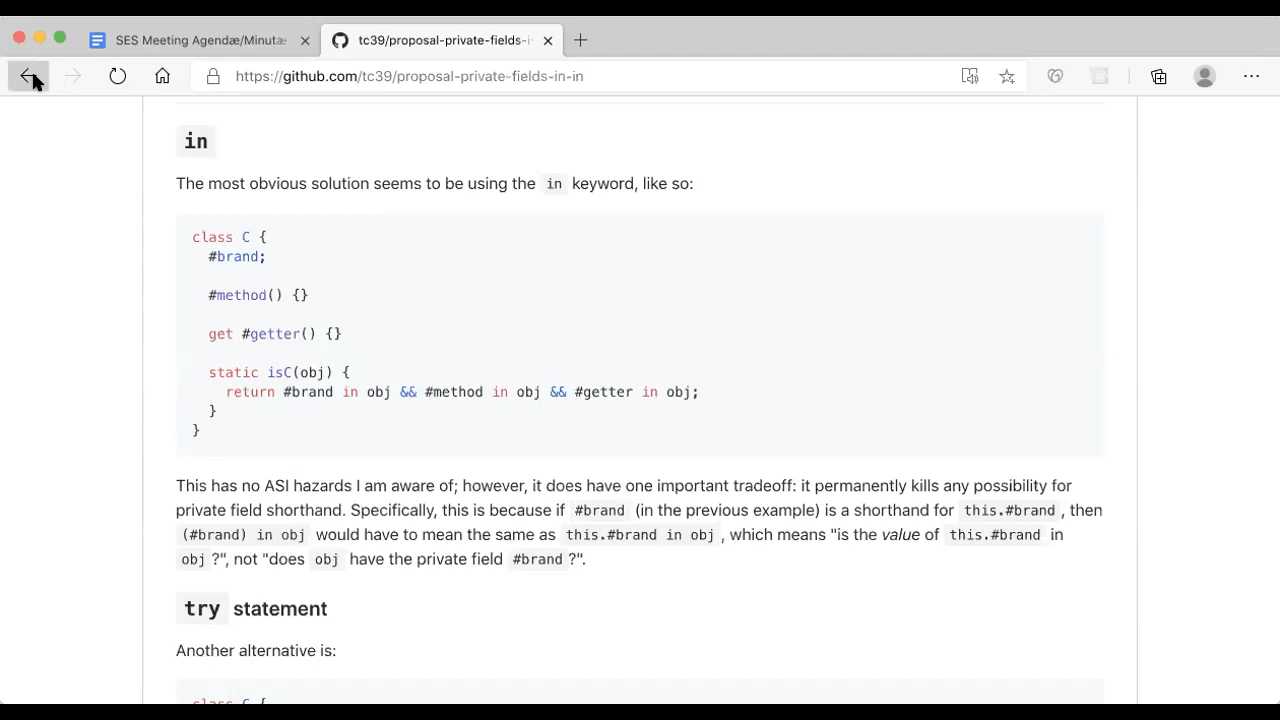 SES Meeting Agendæ/Minutæ
tc39/proposal-private-fields-i
https://github.com/tc39/proposal-private-fields-in-in
in
The most obvious solution seems to be using the in keyword, like so:
class C {
#brand;
#method() {}
get #getter() {}
static isC(obj) {
return #brand in obj && #method in obj && #getter in obj;
}
}
This has no ASI hazards I am aware of; however, it does have one important tradeoff: it permanently kills any possibility for
private field shorthand. Specifically, this is because if #brand (in the previous example) is a shorthand for this.#brand , then
(#brand) in obj would have to mean the same as this.#brand in obj , which means "is the value of this.#brand in
obj ?", not "does obj have the private field #brand ?".
try statement
Another alternative is:
class C {